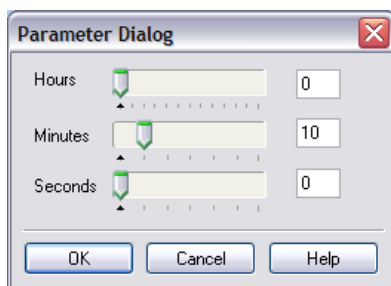 Parameter Dialog
Hours 0
Minutes 10
Seconds 0
OK Cancel Help